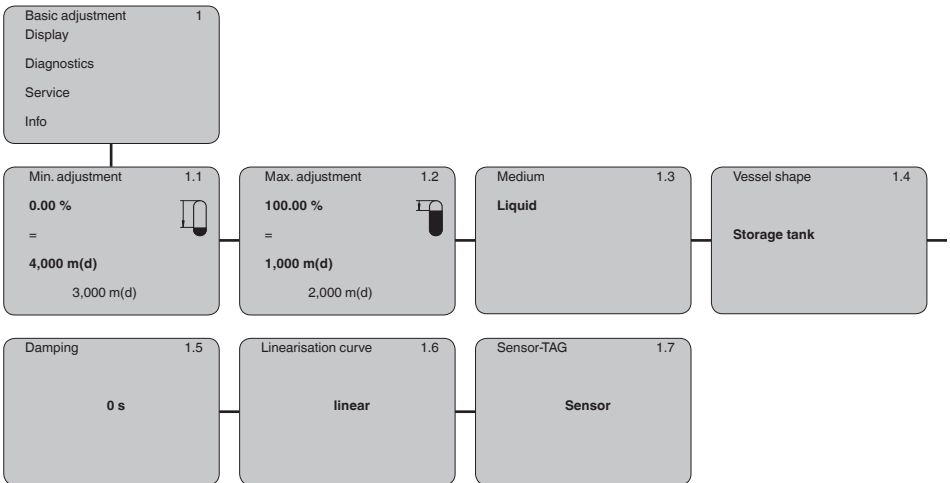 Basic adjustment 1
Display
Diagnostics
Service
Info
Min. adjustment 1.1
0.00 %
=
4,000 m(d)
3,000 m(d)
Max. adjustment 1.2
100.00 %
=
1,000 m(d)
2,000 m(d)
Medium 1.3
Liquid
Vessel shape 1.4
Storage tank
Damping 1.5
0 s
Linearisation curve 1.6
linear
Sensor-TAG 1.7
Sensor